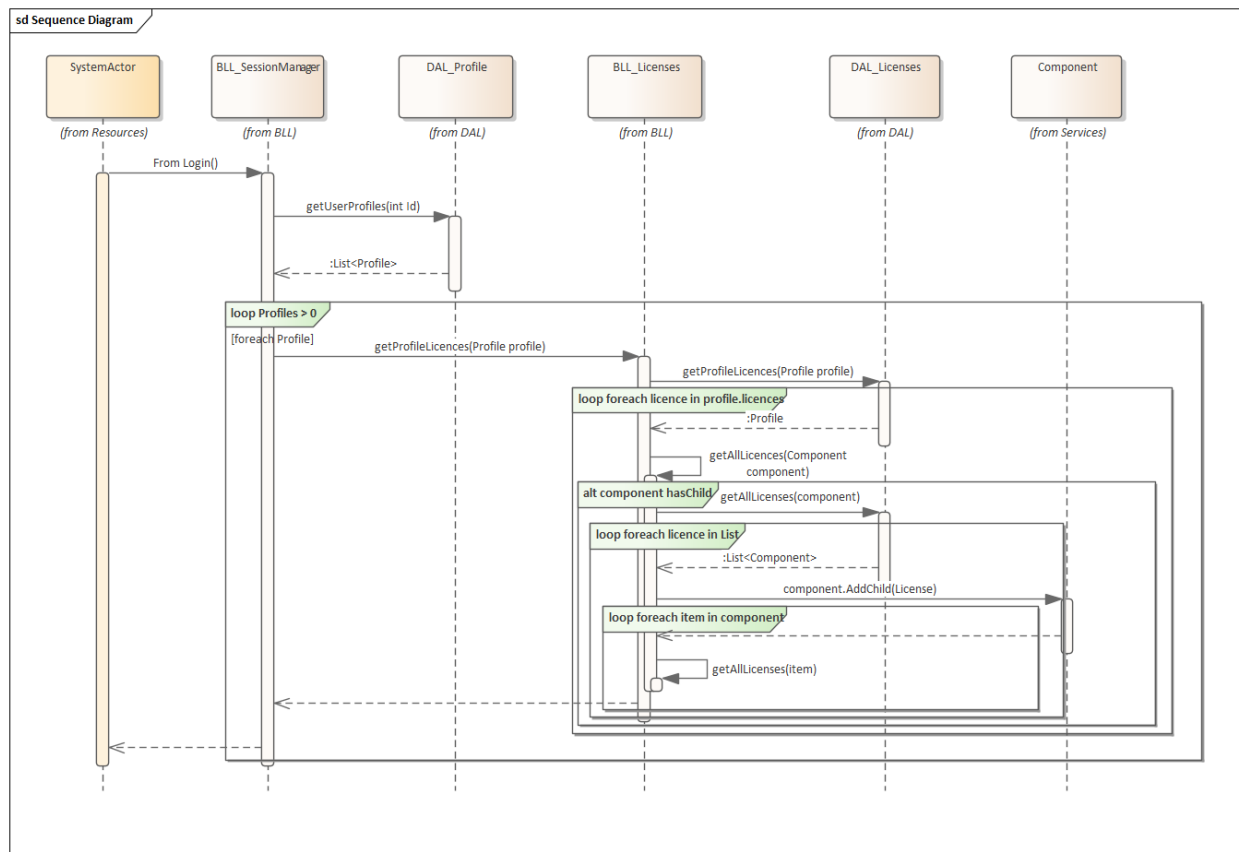 sd Sequence Diagram
SystemActor
BLL_SessionManager
DAL_Profile
BLL_Licenses
DAL_Licenses
Component
(from Resources)
(from BLL)
(from DAL)
(from BLL)
(from DAL)
(from Services)
From Login()
getUserProfiles(int Id)
:List<Profile>
loop Profiles > 0
[foreach Profile]
getProfileLicences(Profile profile)
getProfileLicences(Profile profile)
loop foreach licence in profile.licences
:Profile
getAllLicences(Component
component)
alt component hasChild
getAllLicenses(component)
loop foreach licence in List
:List<Component>
component.AddChild(License)
loop foreach item in component
getAllLicenses(item)